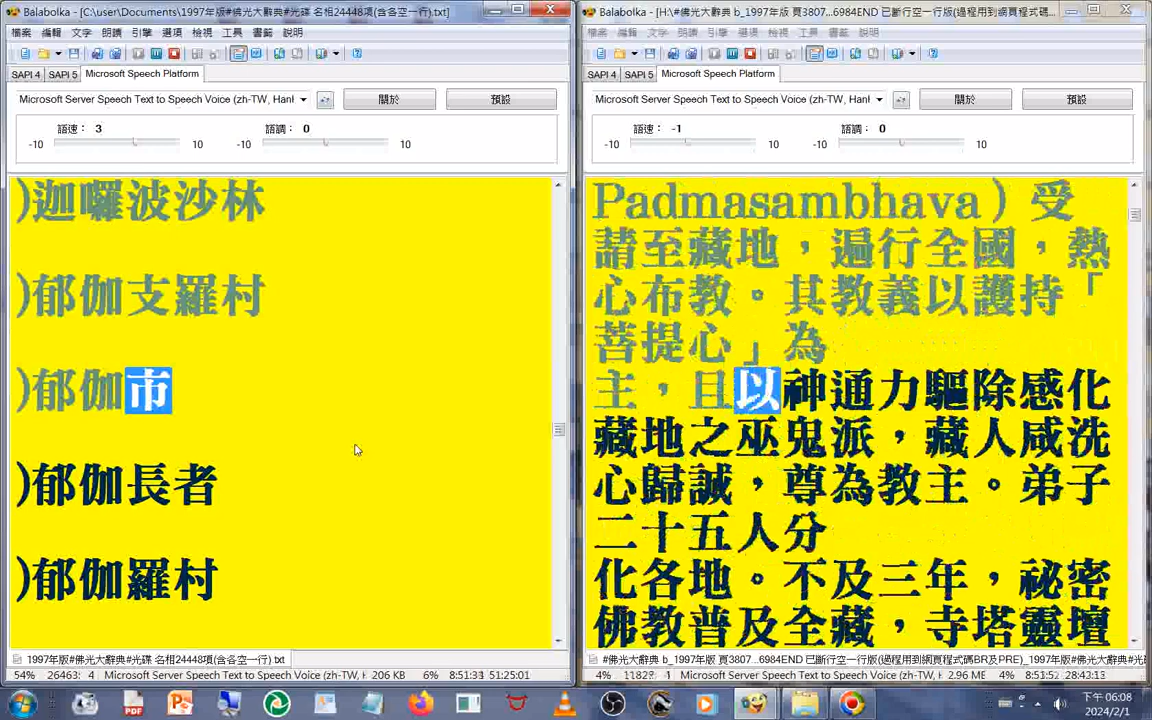 Balabolka - [C:\user\Documents\1997年版#佛光大辭典#光碟 名相24448項(含各空一行).txt]
檔案 編輯 文字 朗讀 引擎 選項 檢視 工具 書籤 說明
SAPI 4 SAPI 5 Microsoft Speech Platform
Microsoft Server Speech Text to Speech Voice (zh-TW, Hanl
關於 預設
語速： 3 語調： 0
-10 10 -10 10
)迦囉波沙林
)郁伽支羅村
)郁伽市
)郁伽長者
)郁伽羅村
1997年版#佛光大辭典#光碟 名相24448項(含各空一行).txt
54% 26463: 4 Microsoft Server Speech Text to Speech Voice (zh-TW, H 206 KB 6% 8:51:33 51:25:01
Balabolka - [H:\#佛光大辭典 b_1997年版 頁3807...6984END 已斷行空一行版(過程用到網頁程式碼...
檔案 編輯 文字 朗讀 引擎 選項 檢視 工具 書籤 說明
SAPI 4 SAPI 5 Microsoft Speech Platform
Microsoft Server Speech Text to Speech Voice (zh-TW, Hanl
關於 預設
語速： -1 語調： 0
-10 10 -10 10
Padmasambhava）受
請至藏地，遍行全國，熱
心布教。其教義以護持「
菩提心」為
主，且以神通力驅除感化
藏地之巫鬼派，藏人咸洗
心歸誠，尊為教主。弟子
二十五人分
化各地。不及三年，祕密
佛教普及全藏，寺塔靈壇
#佛光大辭典 b_1997年版 頁3807...6984END 已斷行空一行版(過程用到網頁程式碼BR及PRE)_1997年版#光
4% 1182?: Microsoft Server Speech Text to Speech Voice (zh-TW, H 2.96 ME 4% 8:51:52 28:43:13
下午 06:08
2024/2/1